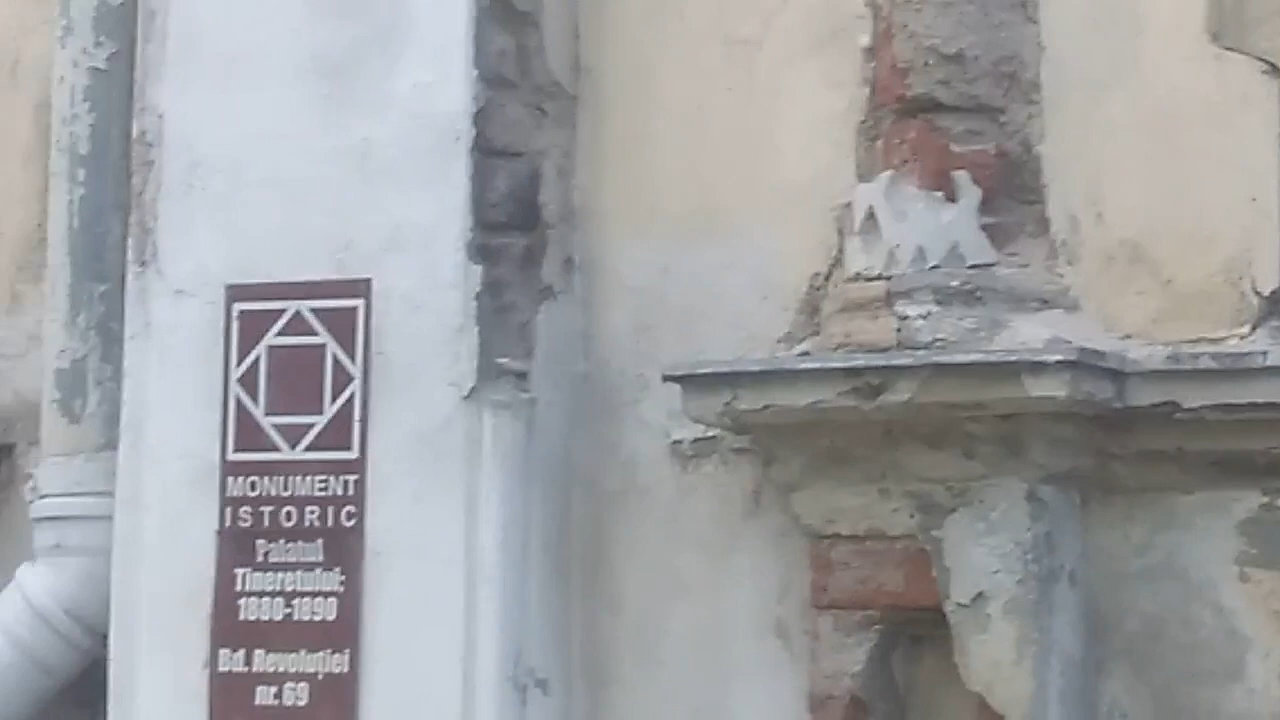 MONUMENT
ISTORIC
Palatul
Tineretului;
1880-1890
Bd. Revoluției
nr. 69